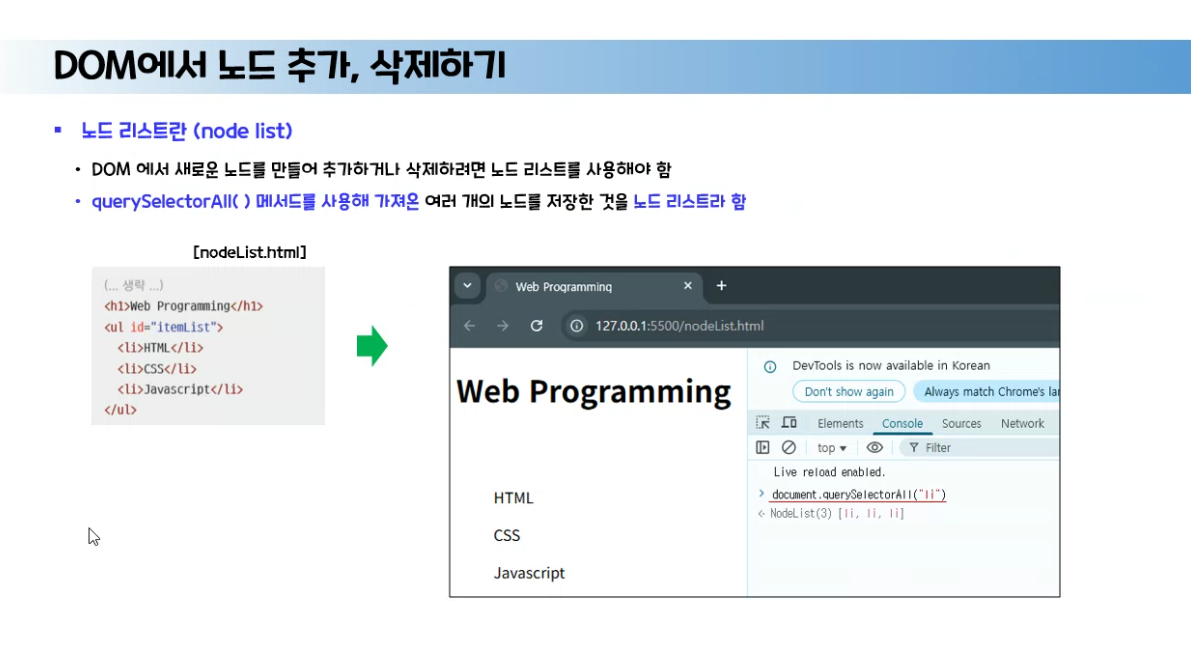 DOM에서 노드 추가, 삭제하기
▪ 노드 리스트란 (node list)
• DOM 에서 새로운 노드를 만들어 추가하거나 삭제하려면 노드 리스트를 사용해야 함
• querySelectorAll( ) 메서드를 사용해 가져온 여러 개의 노드를 저장한 것을 노드 리스트라 함
[nodeList.html]
(... 생략 ...)
<h1>Web Programming</h1>
<ul id="itemList">
<li>HTML</li>
<li>CSS</li>
<li>Javascript</li>
</ul>
Web Programming
127.0.0.1:5500/nodeList.html
Web Programming
HTML
CSS
Javascript
DevTools is now available in Korean
Don't show again Always match Chrome's la
Elements Console Sources Network
top Filter
Live reload enabled.
> document.querySelectorAll("li")
NodeList(3) [li, li, li]